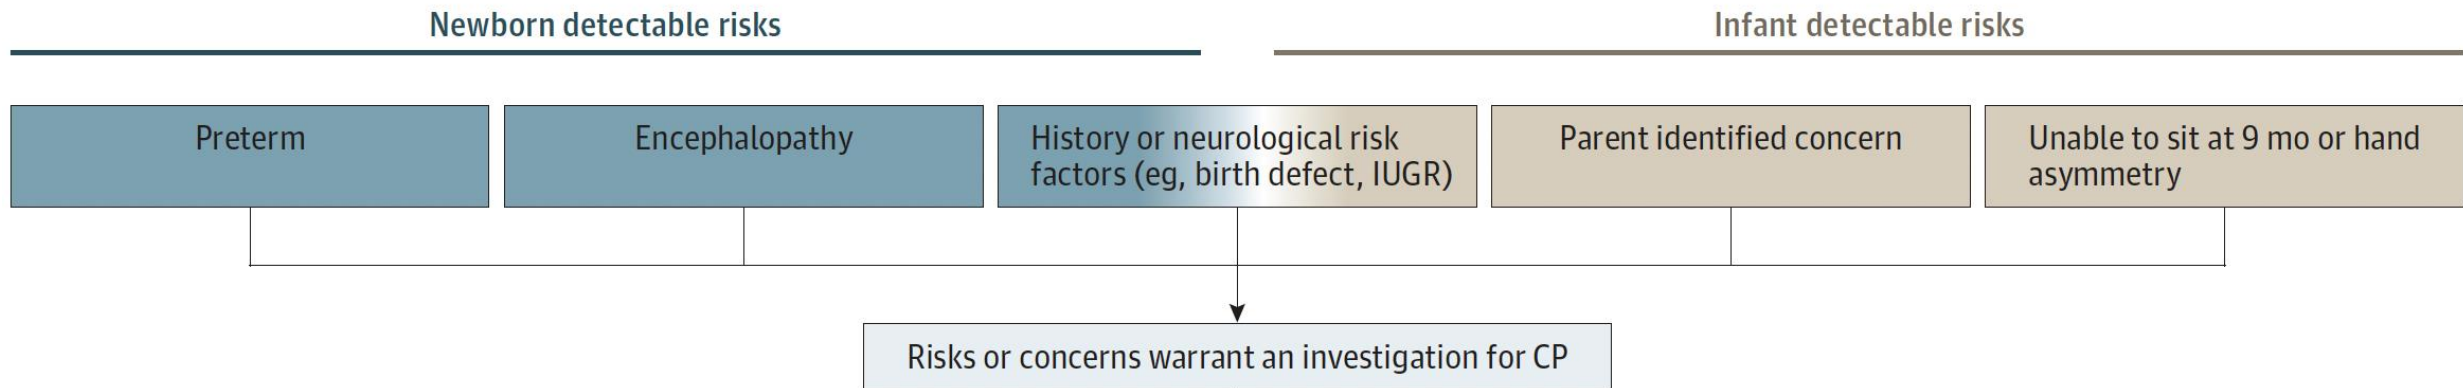 Newborn detectable risks
Infant detectable risks
Preterm
Encephalopathy
History or neurological risk
factors (eg, birth defect, IUGR)
Parent identified concern
Unable to sit at 9 mo or hand
asymmetry
Risks or concerns warrant an investigation for CP